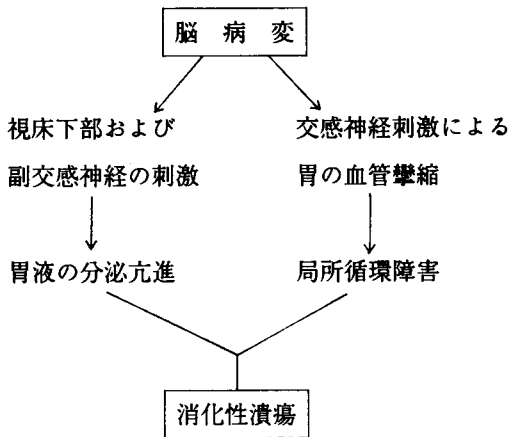 脳病変
視床下部および
副交感神経の刺激
交感神経刺激による
胃の血管攣縮
胃液の分泌亢進
局所循環障害
消化性潰瘍